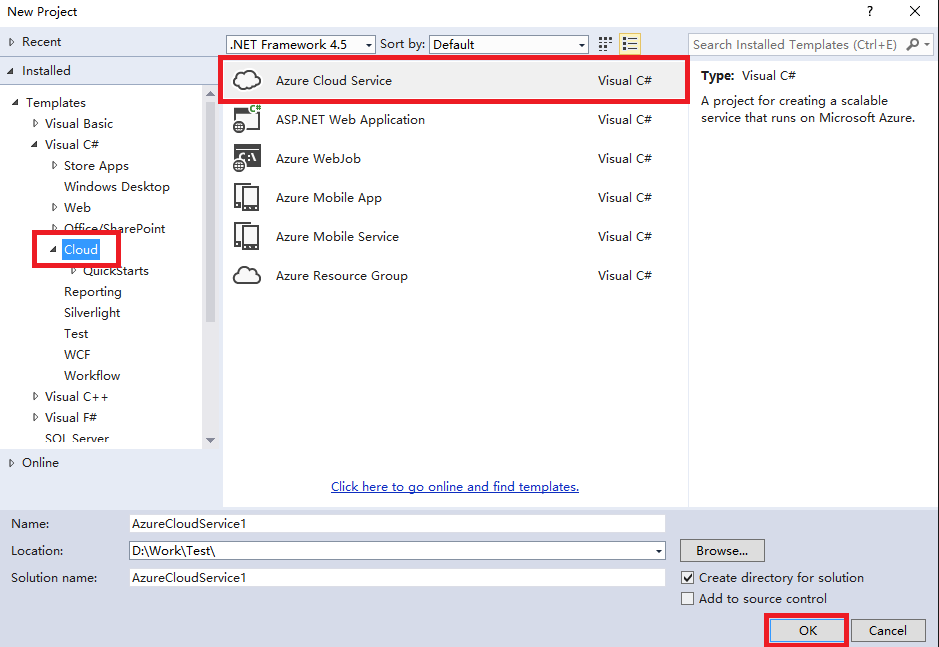 New Project
?
Recent
.NET Framework 4.5
Sort by:
Default
Search Installed Templates (Ctrl+E)
Installed
Templates
Visual Basic
Visual C#
Store Apps
Windows Desktop
Web
Office/SharePoint
Cloud
QuickStarts
Reporting
Silverlight
Test
WCF
Workflow
Visual C++
Visual F#
SQL Server
Online
Azure Cloud Service Visual C#
C#
ASP.NET Web Application Visual C#
C:\
Azure WebJob Visual C#
Azure Mobile App Visual C#
Azure Mobile Service Visual C#
Azure Resource Group Visual C#
Click here to go online and find templates.
Type: Visual C#
A project for creating a scalable
service that runs on Microsoft Azure.
Name: AzureCloudService1
Location: D:\Work\Test\ Browse...
Solution name: AzureCloudService1
Create directory for solution
Add to source control
OK Cancel